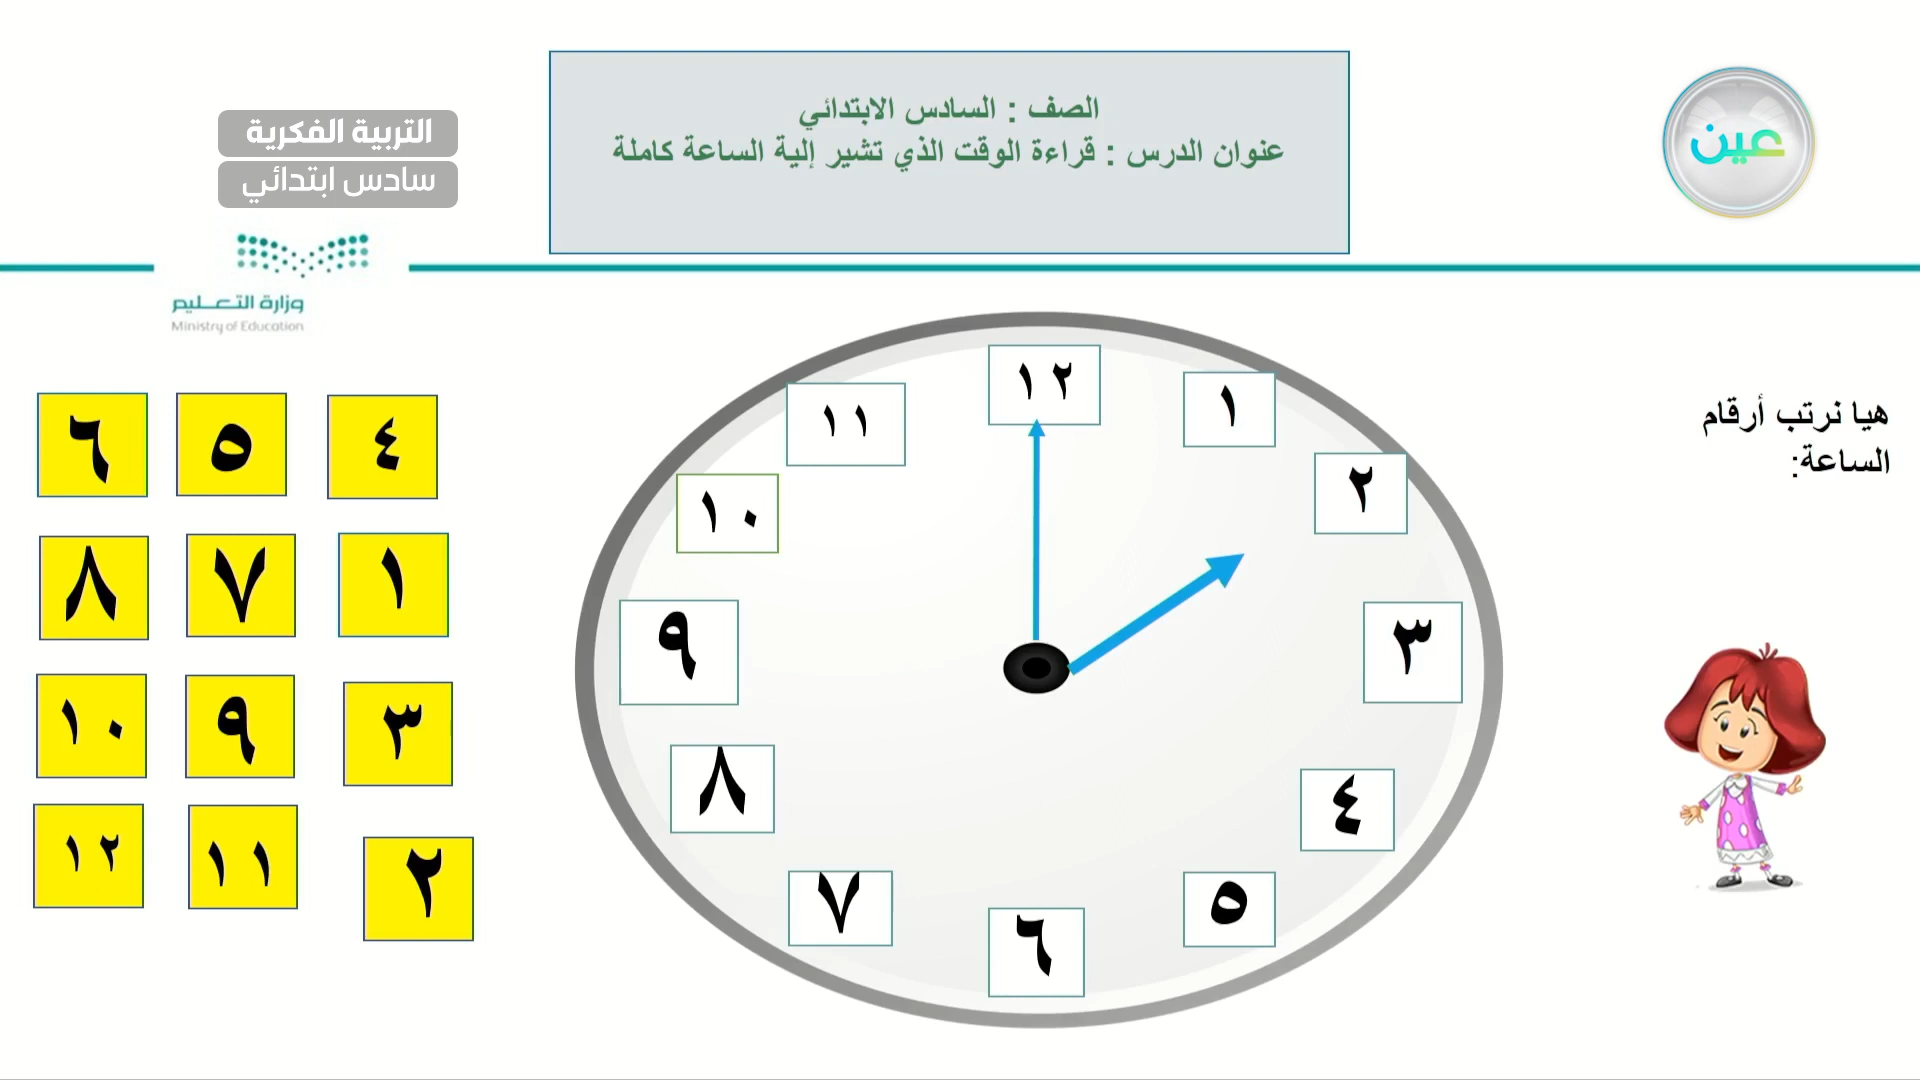 الصف : السادس الابتدائي
عنوان الدرس : قراءة الوقت الذي تشير إلية الساعة كاملة
عين
التربية الفكرية
سادس ابتدائي
وزارة التعليم
Ministry of Education
هيا نرتب أرقام
الساعة:
١٢
١
٢
٣
٤
٥
٦
٧
٨
٩
١٠
١١
٤ ٥ ٦
١ ٧ ٨
٣ ٩ ١٠
٢ ١١ ١٢